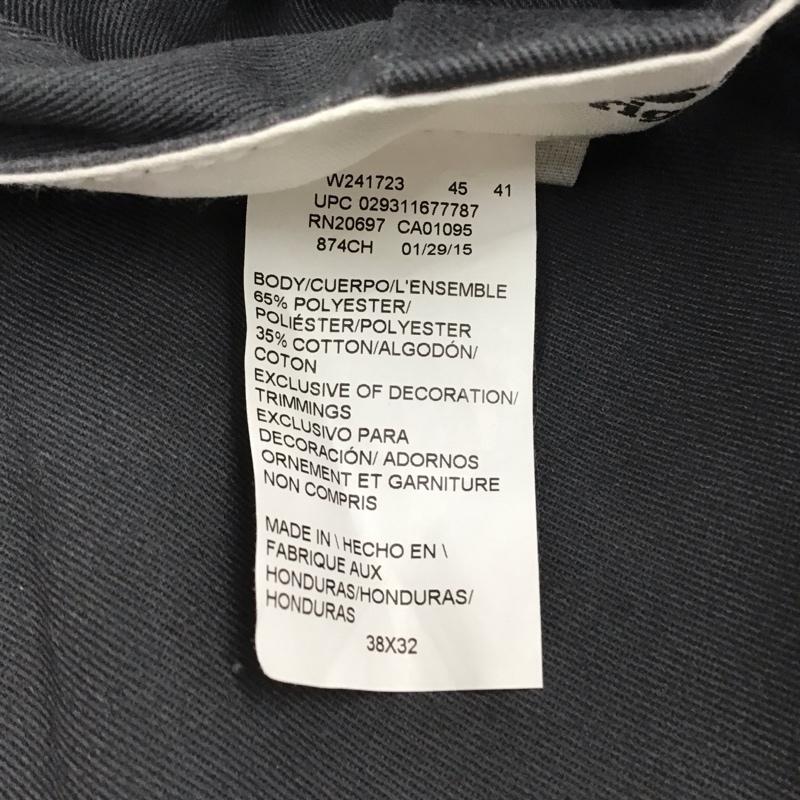 W241723 45 41
UPC 029311677787
RN20697 CA01095
874CH 01/29/15
BODY/CUERPO/L'ENSEMBLE
65% POLYESTER/
POLIÉSTER/POLYESTER
35% COTTON/ALGODÓN/
COTON
EXCLUSIVE OF DECORATION/
TRIMMINGS
EXCLUSIVO PARA
DECORACIÓN/ ADORNOS
ORNEMENT ET GARNITURE
NON COMPRIS
MADE IN \ HECHO EN \
FABRIQUE AUX
HONDURAS/HONDURAS/
HONDURAS
38X32